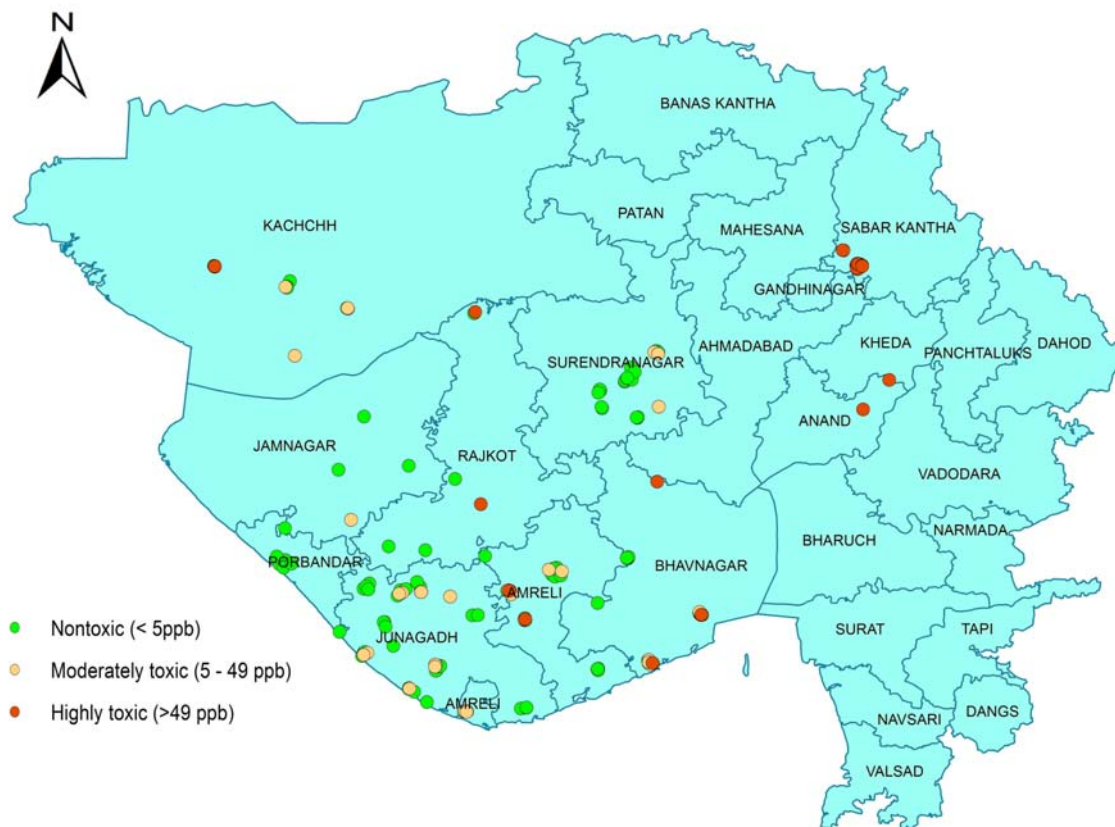 N
BANAS KANTHA
PATAN
KACHCHH
MAHESANA
SABAR KANTHA
GANDHINAGAR
AHMADABAD
KHEDA
PANCHTALUKS
DAHOD
SURENDRANAGAR
ANAND
JAMNAGAR
RAJKOT
VADODARA
BHARUCH
NARMADA
PORBANDAR
BHAVNAGAR
AMRELI
JUNAGADH
SURAT
TAPI
AMRELI
NAVSARI
DANGS
VALSAD
Nontoxic (< 5ppb)
Moderately toxic (5 - 49 ppb)
Highly toxic (>49 ppb)